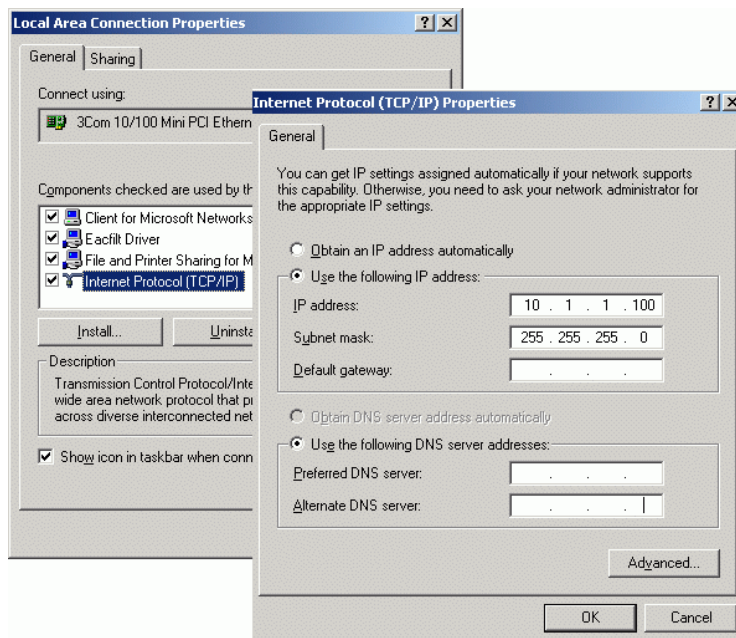 Local Area Connection Properties
General
Sharing
Connect using:
3Com 10/100 Mini PCI Ethern
Components checked are used by th
Client for Microsoft Networks
Eacfilt Driver
File and Printer Sharing for M
Internet Protocol (TCP/IP)
Install...
Uninsta
Description
Transmission Control Protocol/Inte
wide area network protocol that pr
across diverse interconnected net
Show icon in taskbar when conn
Internet Protocol (TCP/IP) Properties
General
You can get IP settings assigned automatically if your network supports
this capability. Otherwise, you need to ask your network administrator for
the appropriate IP settings.
Obtain an IP address automatically
Use the following IP address:
IP address:
10 . 1 . 1 . 100
Subnet mask:
255 . 255 . 255 . 0
Default gateway:
. . .
Obtain DNS server address automatically
Use the following DNS server addresses:
Preferred DNS server:
. . .
Alternate DNS server:
. . .
Advanced...
OK
Cancel